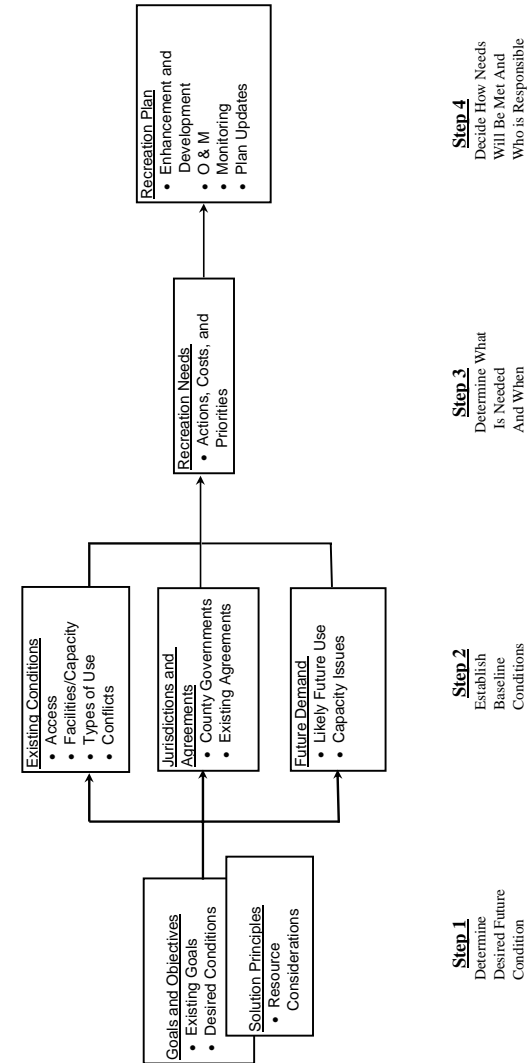 Goals and Objectives
• Existing Goals
• Desired Conditions
Solution Principles
• Resource
Considerations
Existing Conditions
• Access
• Facilities/Capacity
• Types of Use
• Conflicts
Jurisdictions and
Agreements
• County Governments
• Existing Agreements
Future Demand
• Likely Future Use
• Capacity Issues
Recreation Needs
• Actions, Costs, and
Priorities
Recreation Plan
• Enhancement and
Development
• O & M
• Monitoring
• Plan Updates
Step 1
Determine
Desired Future
Condition
Step 2
Establish
Baseline
Conditions
Step 3
Determine What
Is Needed
And When
Step 4
Decide How Needs
Will Be Met And
Who is Responsible